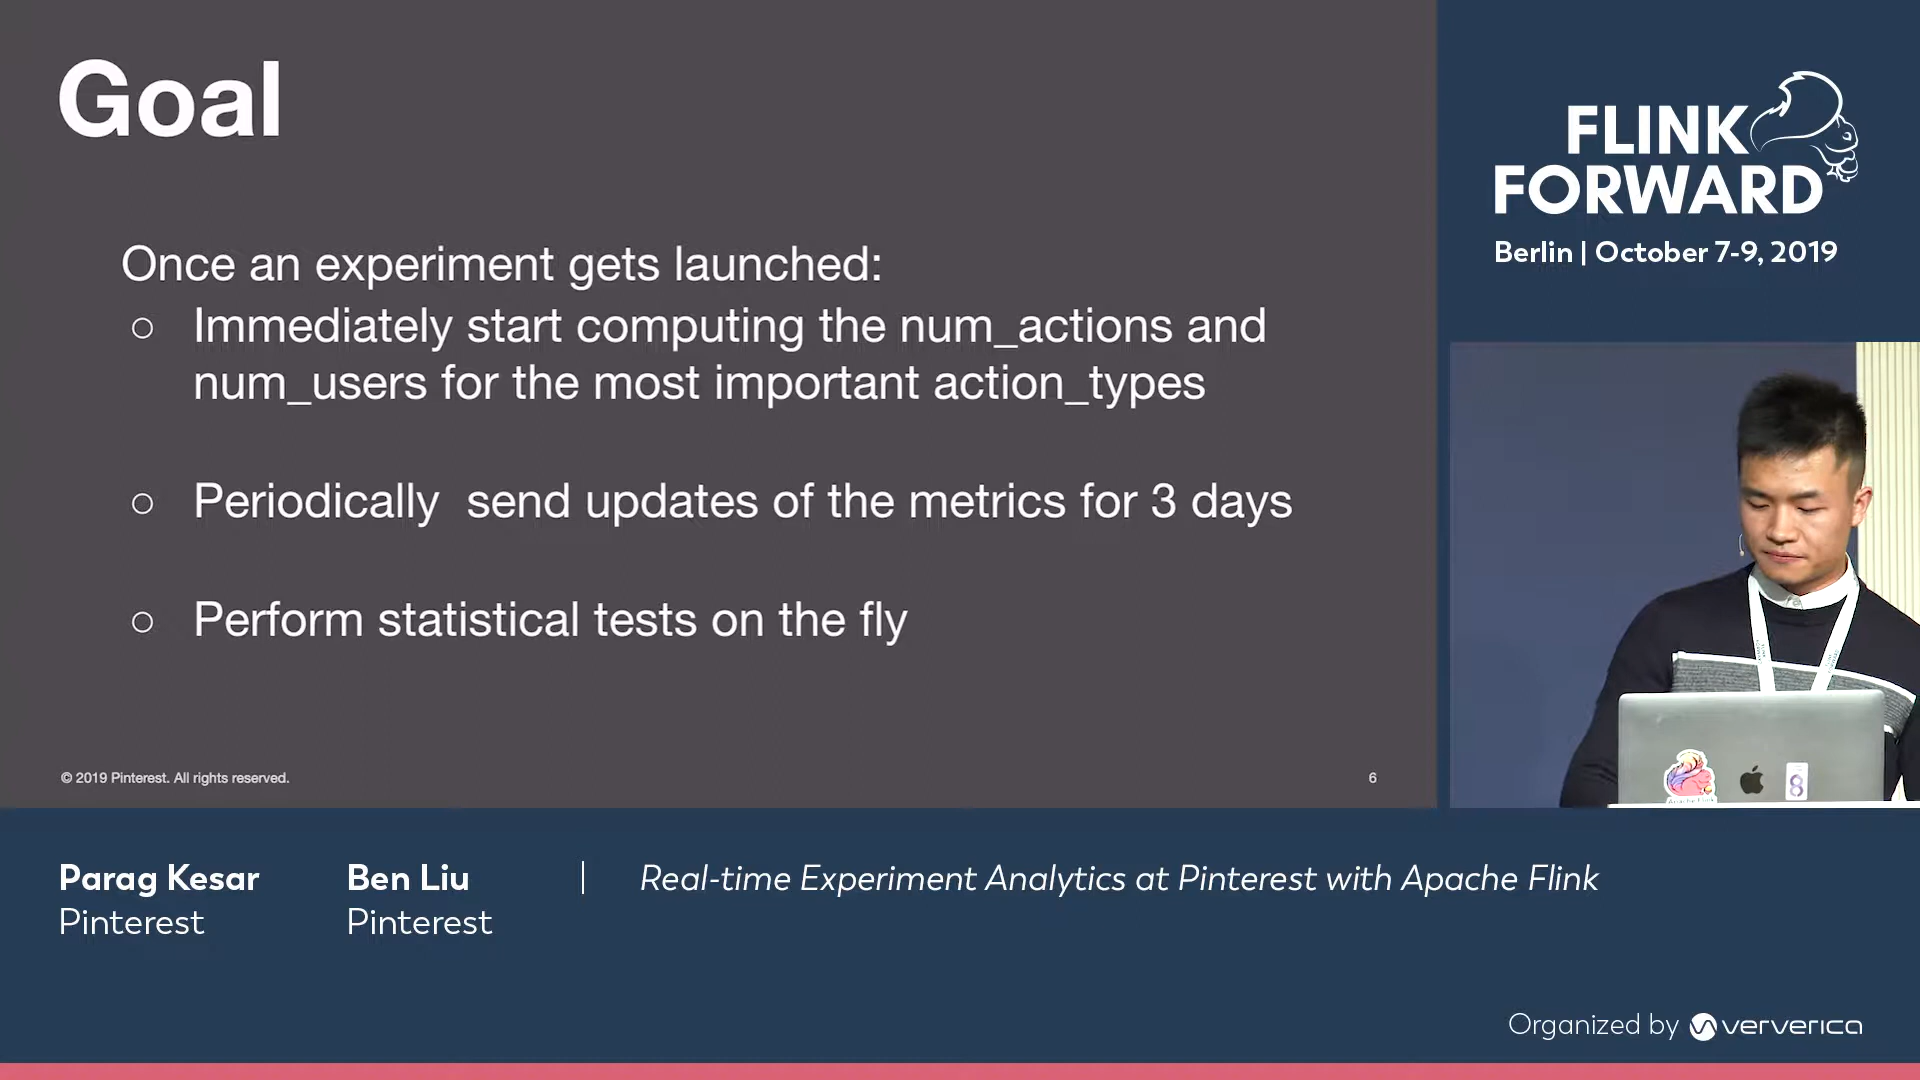 Goal
Once an experiment gets launched:
○ Immediately start computing the num_actions and
num_users for the most important action_types
○ Periodically  send updates of the metrics for 3 days
○ Perform statistical tests on the fly
© 2019 Pinterest. All rights reserved.
6
FLINK
FORWARD
Berlin | October 7-9, 2019
Apache Flink
8
Parag Kesar
Pinterest
Ben Liu
Pinterest
Real-time Experiment Analytics at Pinterest with Apache Flink
Organized by ververica